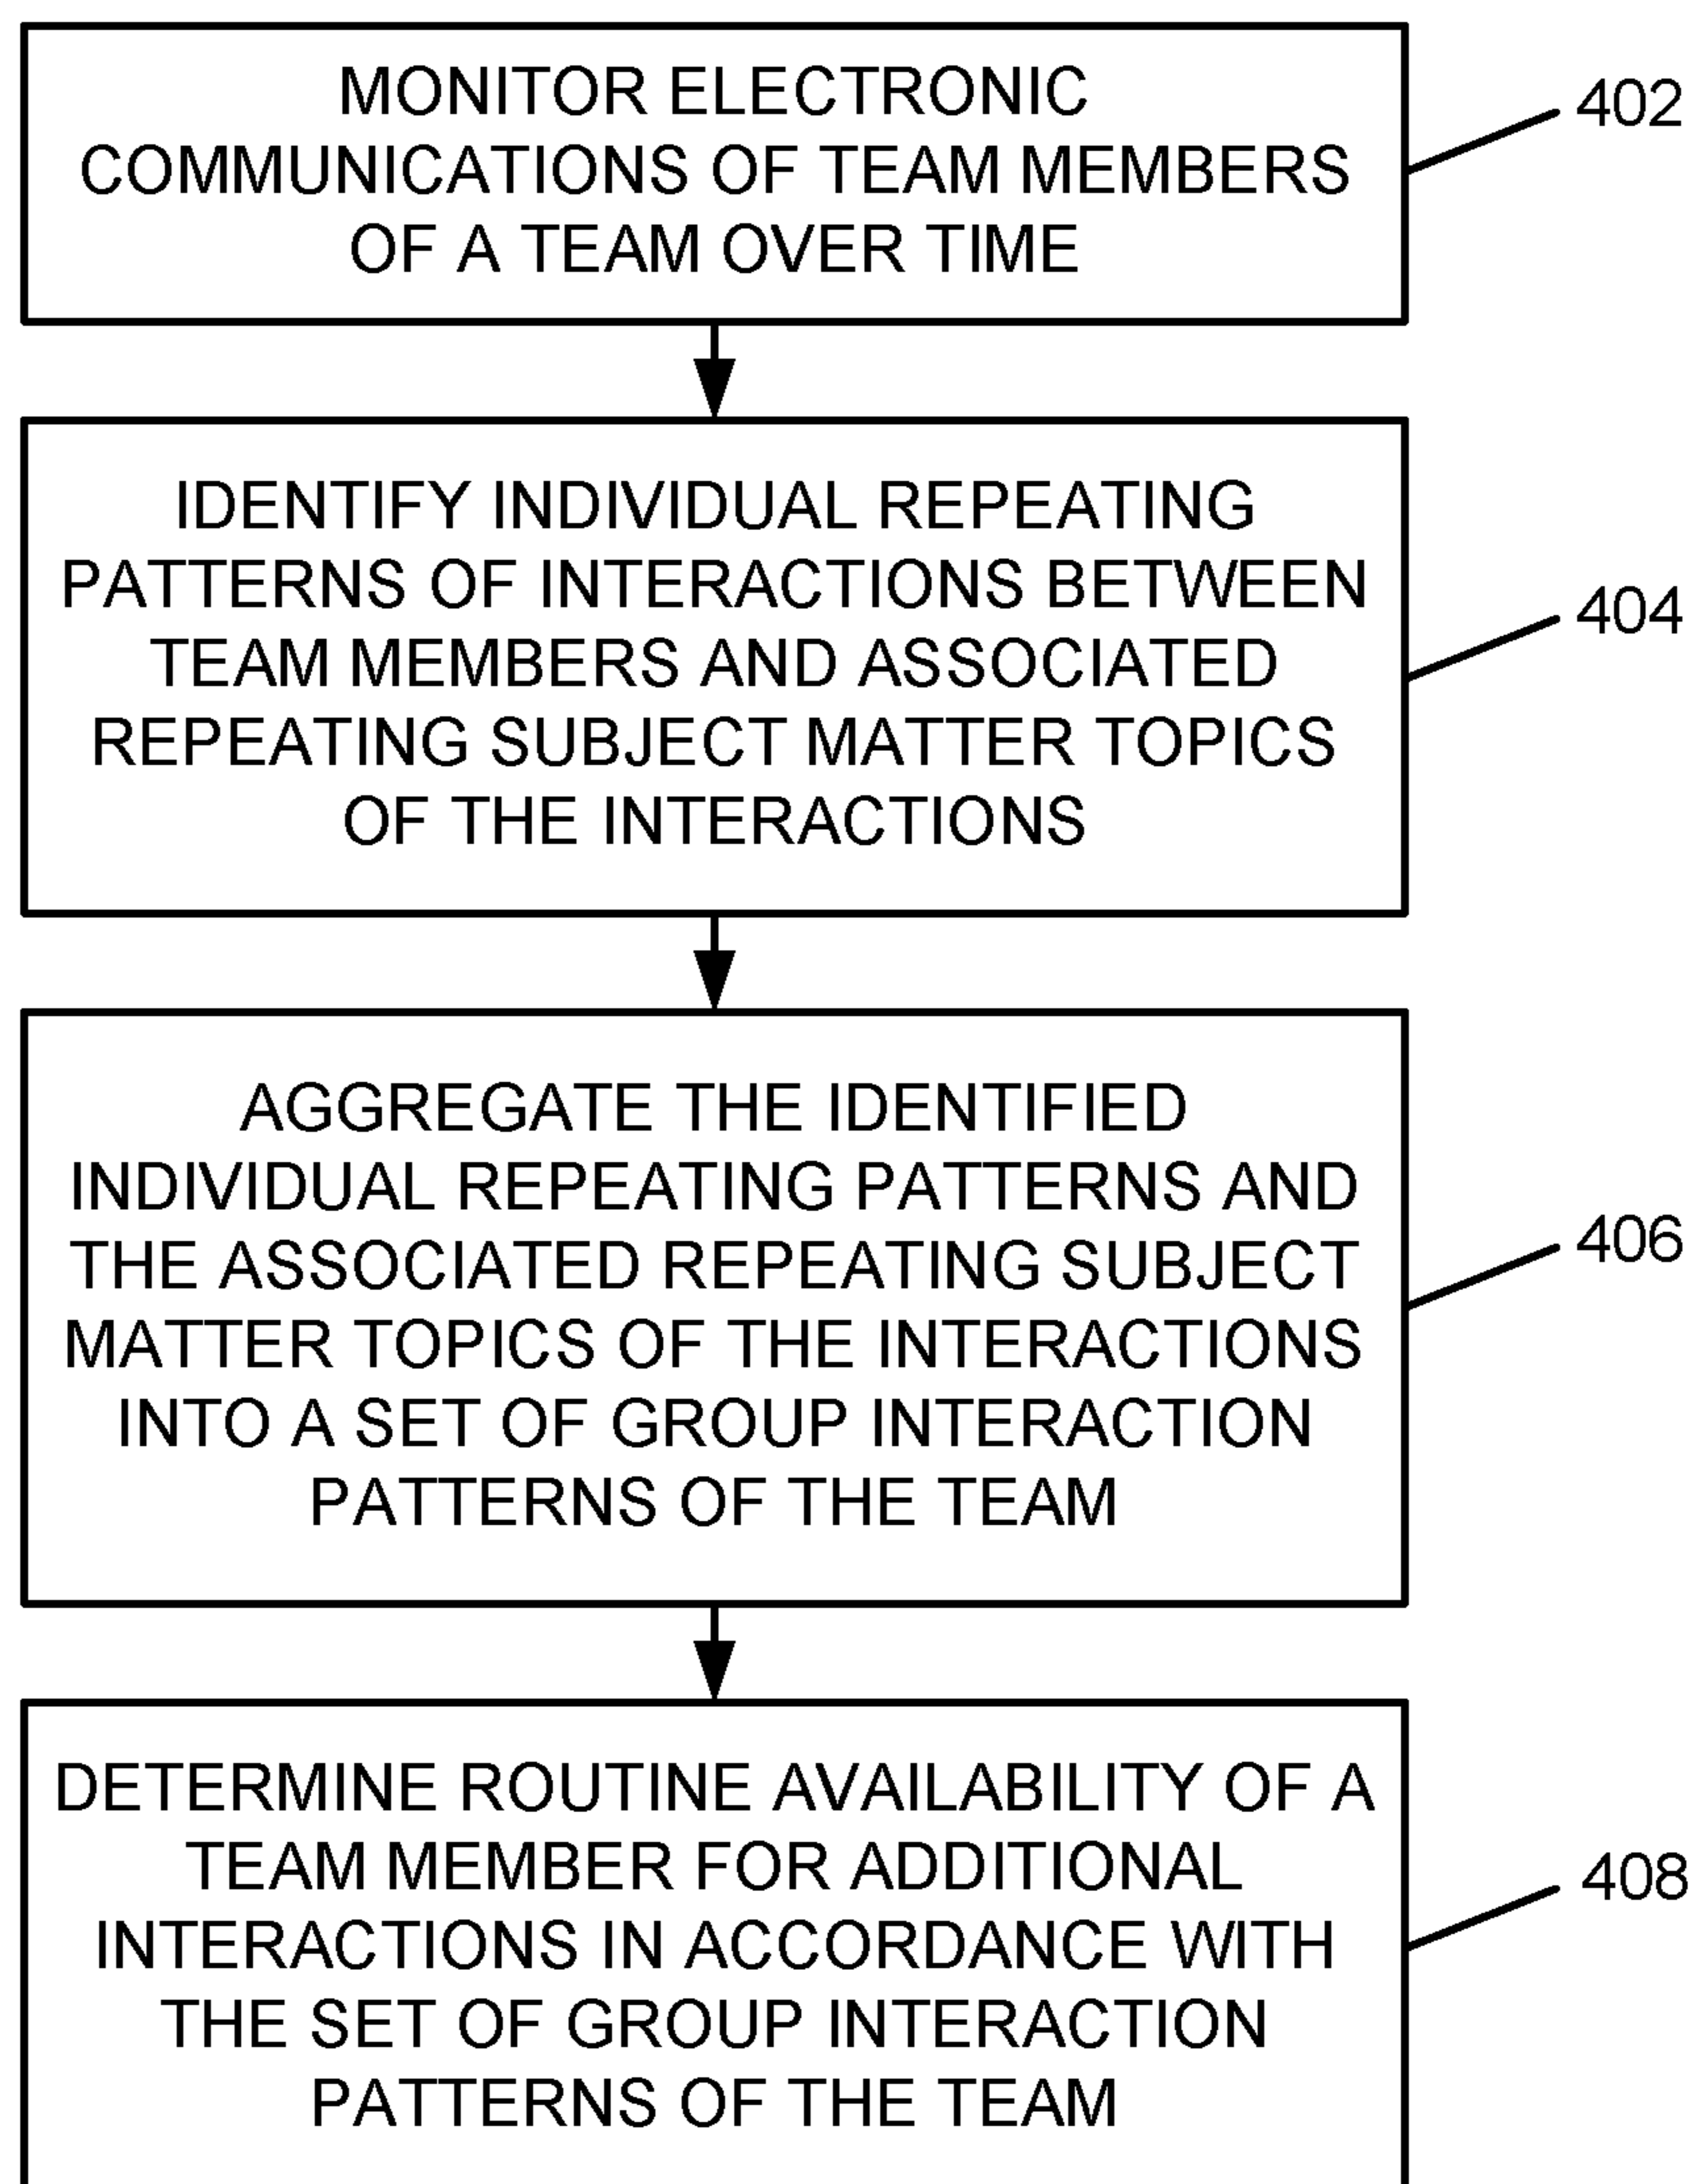 MONITOR ELECTRONIC
COMMUNICATIONS OF TEAM MEMBERS
OF A TEAM OVER TIME
402
IDENTIFY INDIVIDUAL REPEATING
PATTERNS OF INTERACTIONS BETWEEN
TEAM MEMBERS AND ASSOCIATED
REPEATING SUBJECT MATTER TOPICS
OF THE INTERACTIONS
404
AGGREGATE THE IDENTIFIED
INDIVIDUAL REPEATING PATTERNS AND
THE ASSOCIATED REPEATING SUBJECT
MATTER TOPICS OF THE INTERACTIONS
INTO A SET OF GROUP INTERACTION
PATTERNS OF THE TEAM
406
DETERMINE ROUTINE AVAILABILITY OF A
TEAM MEMBER FOR ADDITIONAL
INTERACTIONS IN ACCORDANCE WITH
THE SET OF GROUP INTERACTION
PATTERNS OF THE TEAM
408